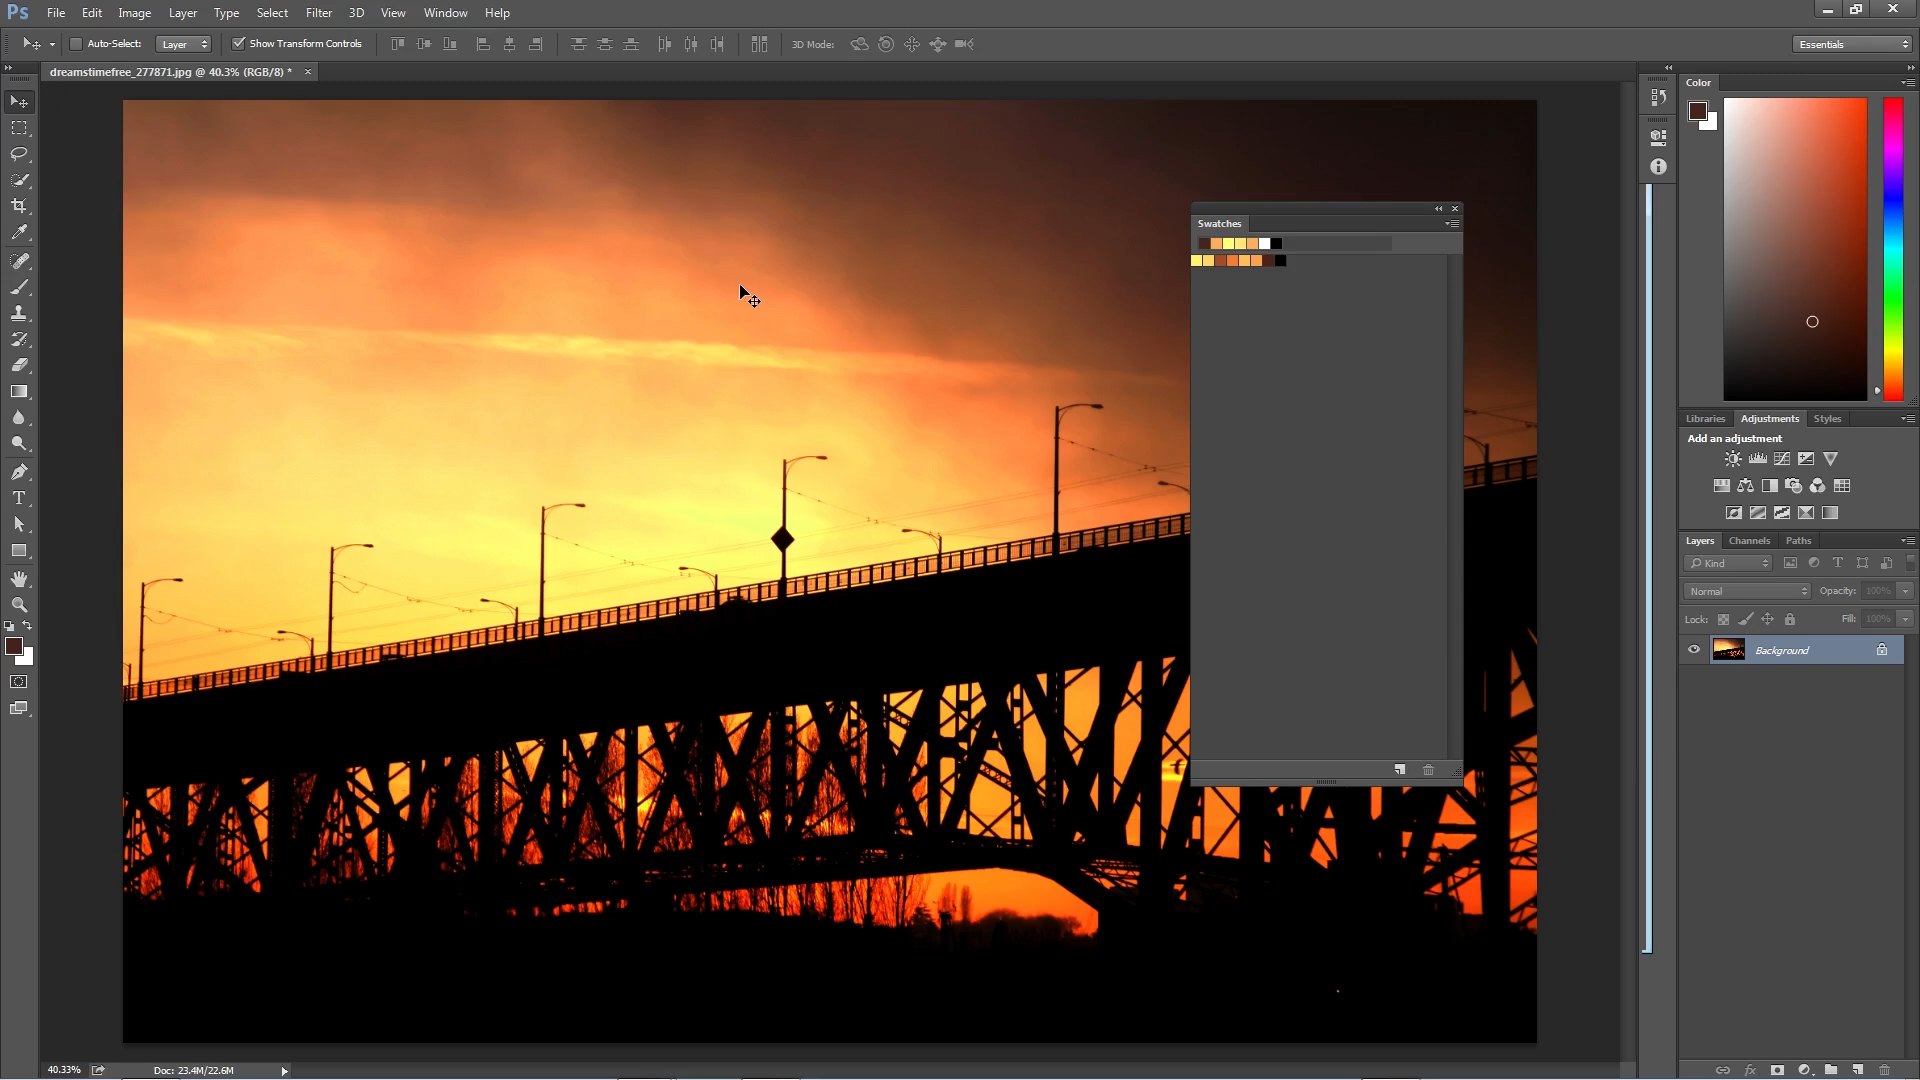 Ps File Edit Image Layer Type Select Filter 3D View Window Help
Auto-Select: Layer Show Transform Controls 3D Mode: Essentials
dreamstimefree_277871.jpg @ 40.3% (RGB/8) * ×
Color
Swatches
Libraries Adjustments Styles
Add an adjustment
Layers Channels Paths
Kind
Normal Opacity: 100%
Lock: Fill: 100%
Background
40.33% Doc: 23.4M/22.6M